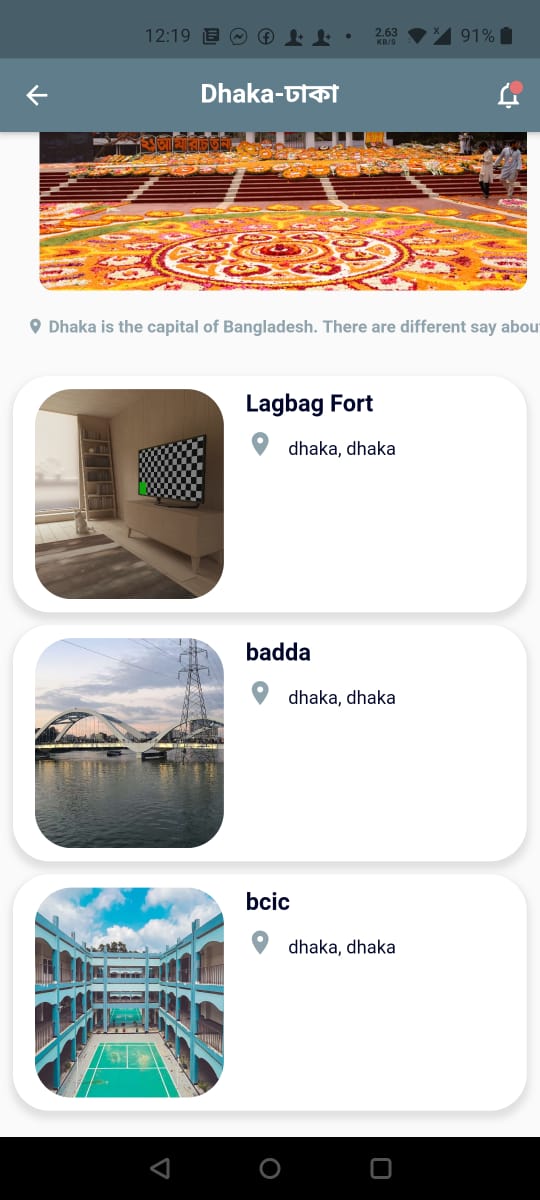 12:19
2.63
KB/S
X
91%
Dhaka-ঢাকা
Dhaka is the capital of Bangladesh. There are different say abou
Lagbag Fort
dhaka, dhaka
badda
dhaka, dhaka
bcic
dhaka, dhaka